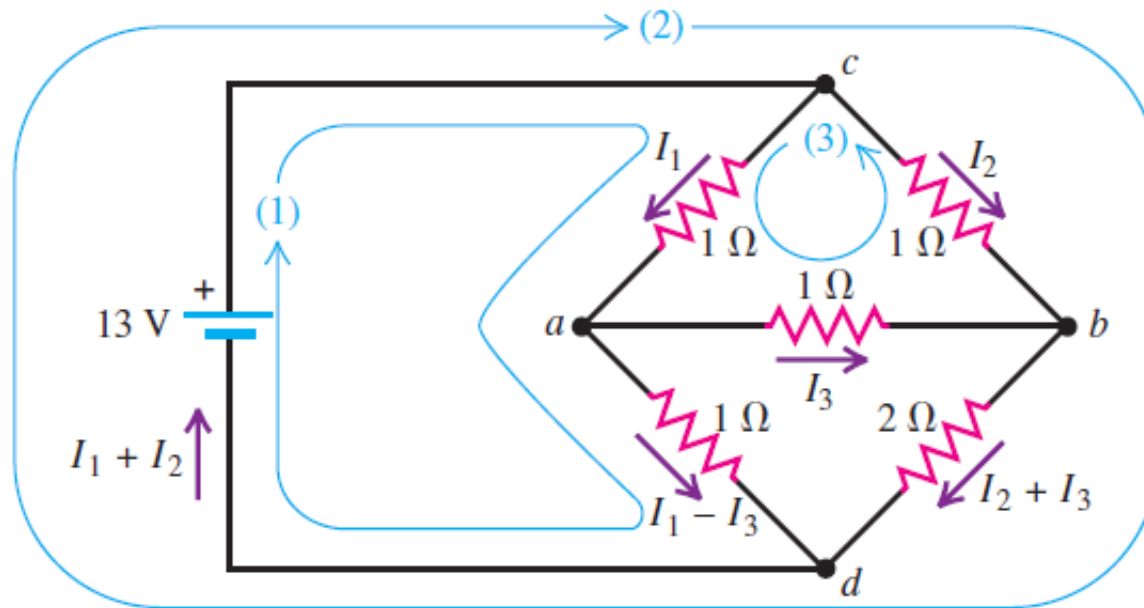 (2)
c
I₁
(3)
I₂
(1)
1 Ω
1 Ω
+
1 Ω
13 V
a
b
I₃
1 Ω
2 Ω
I₁ + I₂
I₁ − I₃
I₂ + I₃
d